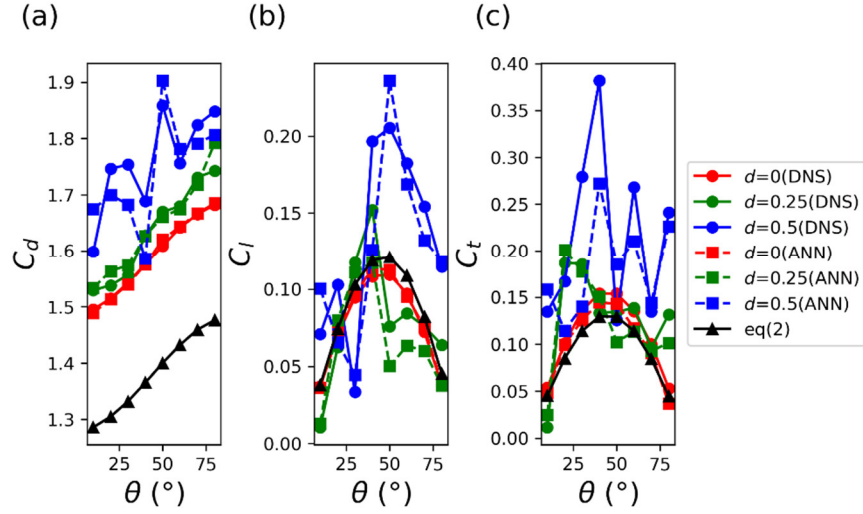 (a)
(b)
(c)
C_d
1.9
1.8
1.7
1.6
1.5
1.4
1.3
25 50 75
θ (°)
C_l
0.20
0.15
0.10
0.05
0.00
25 50 75
θ (°)
C_t
0.40
0.35
0.30
0.25
0.20
0.15
0.10
0.05
0.00
25 50 75
θ (°)
d=0(DNS)
d=0.25(DNS)
d=0.5(DNS)
d=0(ANN)
d=0.25(ANN)
d=0.5(ANN)
eq(2)